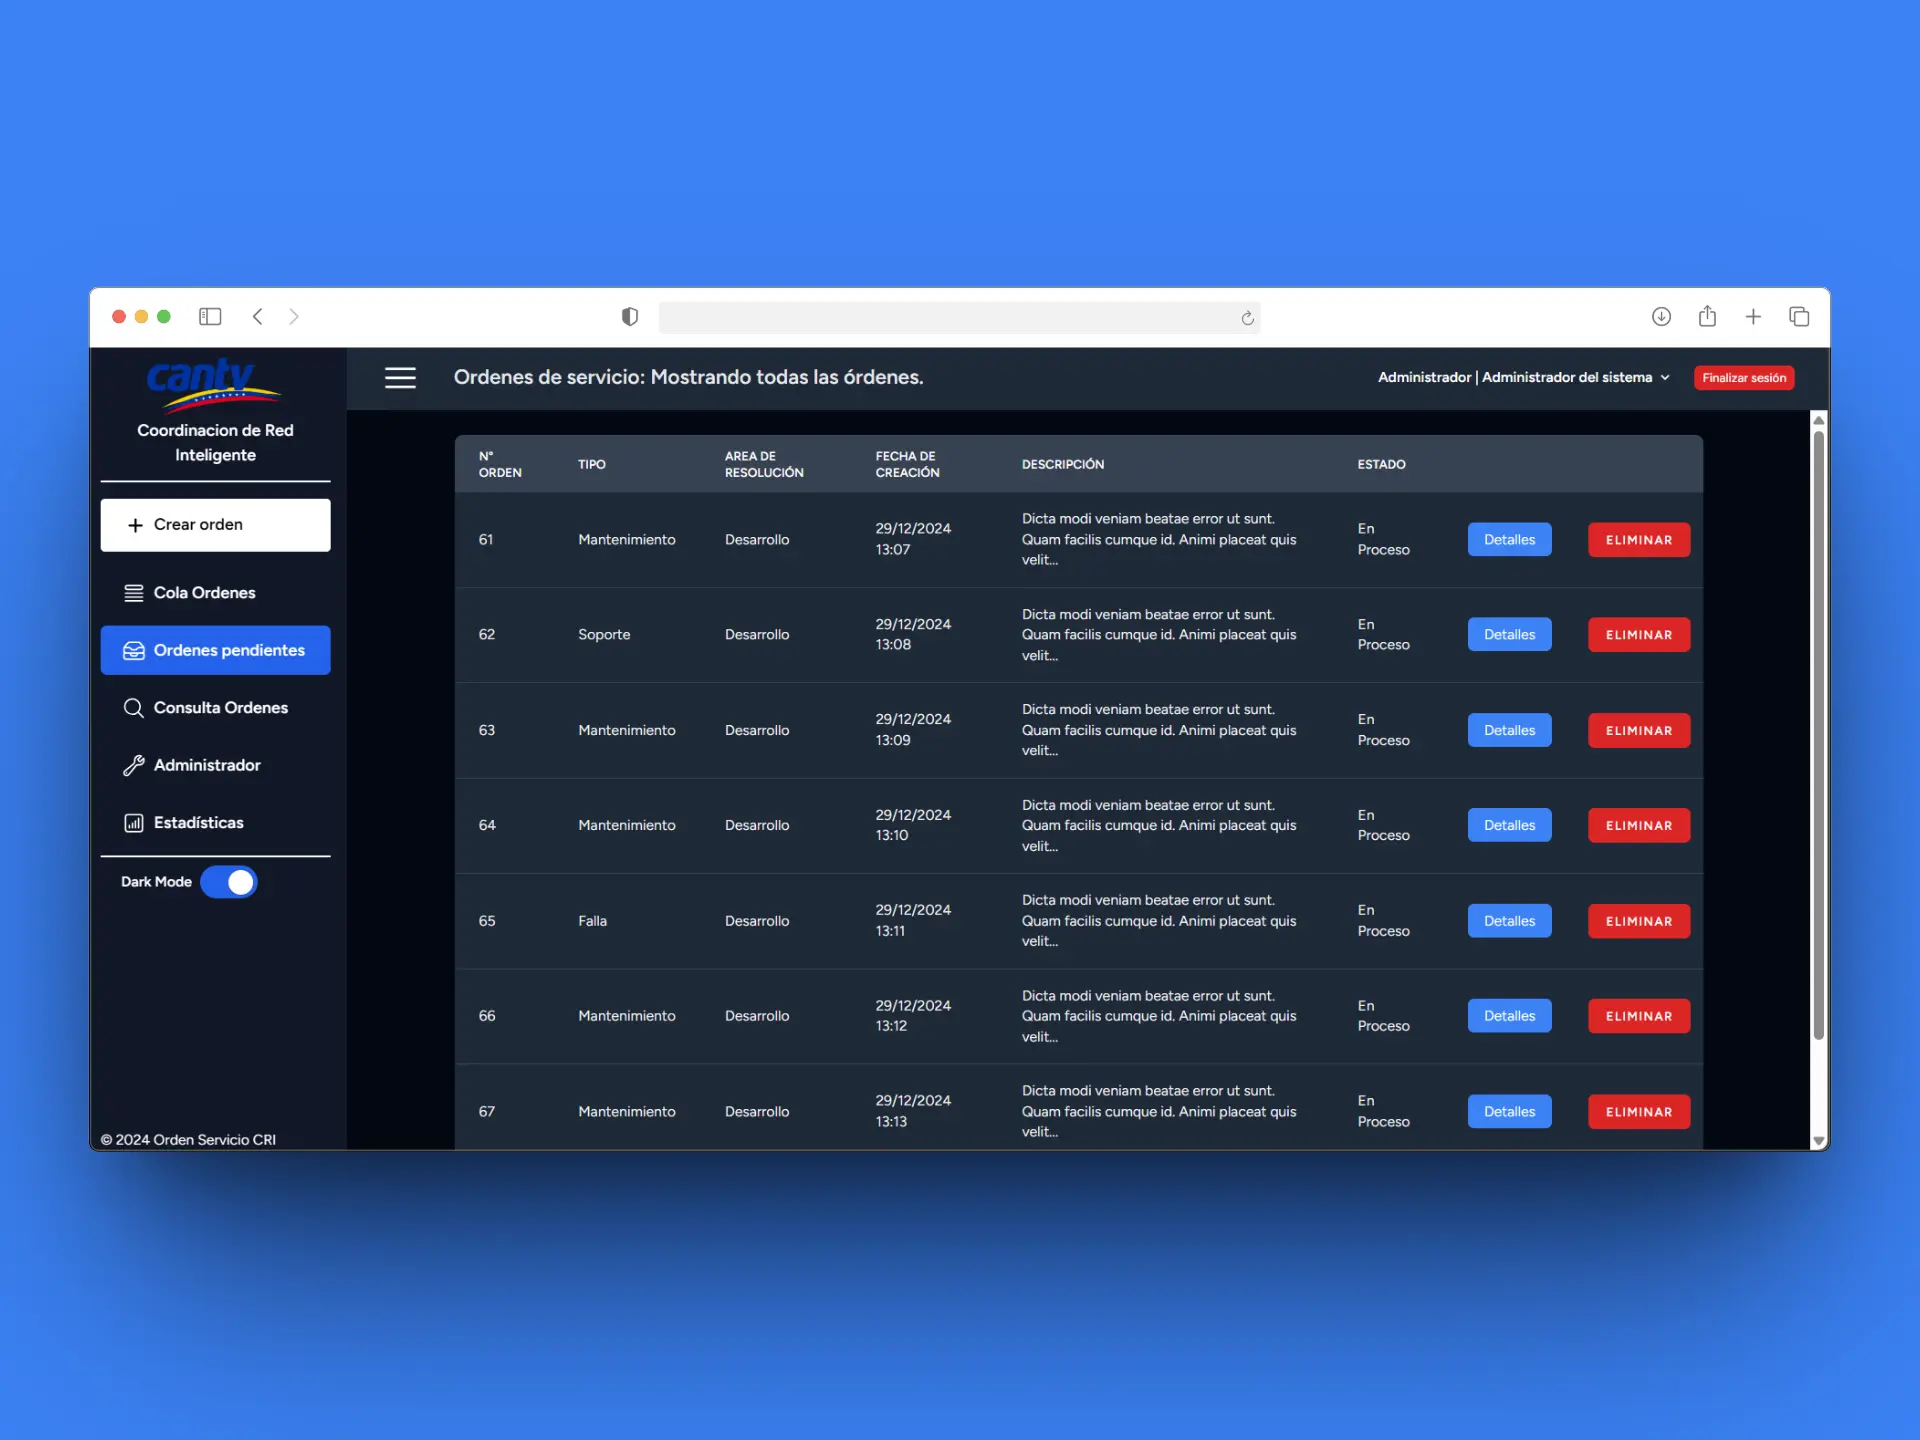 cantv
Coordinacion de Red
Inteligente
Crear orden
Cola Ordenes
Ordenes pendientes
Consulta Ordenes
Administrador
Estadísticas
Dark Mode
© 2024 Orden Servicio CRI
Ordenes de servicio: Mostrando todas las órdenes.
Administrador | Administrador del sistema
Finalizar sesión
N°
ORDEN
TIPO
AREA DE
RESOLUCIÓN
FECHA DE
CREACIÓN
DESCRIPCIÓN
ESTADO
61
Mantenimiento
Desarrollo
29/12/2024
13:07
Dicta modi veniam beatae error ut sunt.
Quam facilis cumque id. Animi placeat quis
velit...
En
Proceso
Detalles
ELIMINAR
62
Soporte
Desarrollo
29/12/2024
13:08
Dicta modi veniam beatae error ut sunt.
Quam facilis cumque id. Animi placeat quis
velit...
En
Proceso
Detalles
ELIMINAR
63
Mantenimiento
Desarrollo
29/12/2024
13:09
Dicta modi veniam beatae error ut sunt.
Quam facilis cumque id. Animi placeat quis
velit...
En
Proceso
Detalles
ELIMINAR
64
Mantenimiento
Desarrollo
29/12/2024
13:10
Dicta modi veniam beatae error ut sunt.
Quam facilis cumque id. Animi placeat quis
velit...
En
Proceso
Detalles
ELIMINAR
65
Falla
Desarrollo
29/12/2024
13:11
Dicta modi veniam beatae error ut sunt.
Quam facilis cumque id. Animi placeat quis
velit...
En
Proceso
Detalles
ELIMINAR
66
Mantenimiento
Desarrollo
29/12/2024
13:12
Dicta modi veniam beatae error ut sunt.
Quam facilis cumque id. Animi placeat quis
velit...
En
Proceso
Detalles
ELIMINAR
67
Mantenimiento
Desarrollo
29/12/2024
13:13
Dicta modi veniam beatae error ut sunt.
Quam facilis cumque id. Animi placeat quis
velit...
En
Proceso
Detalles
ELIMINAR